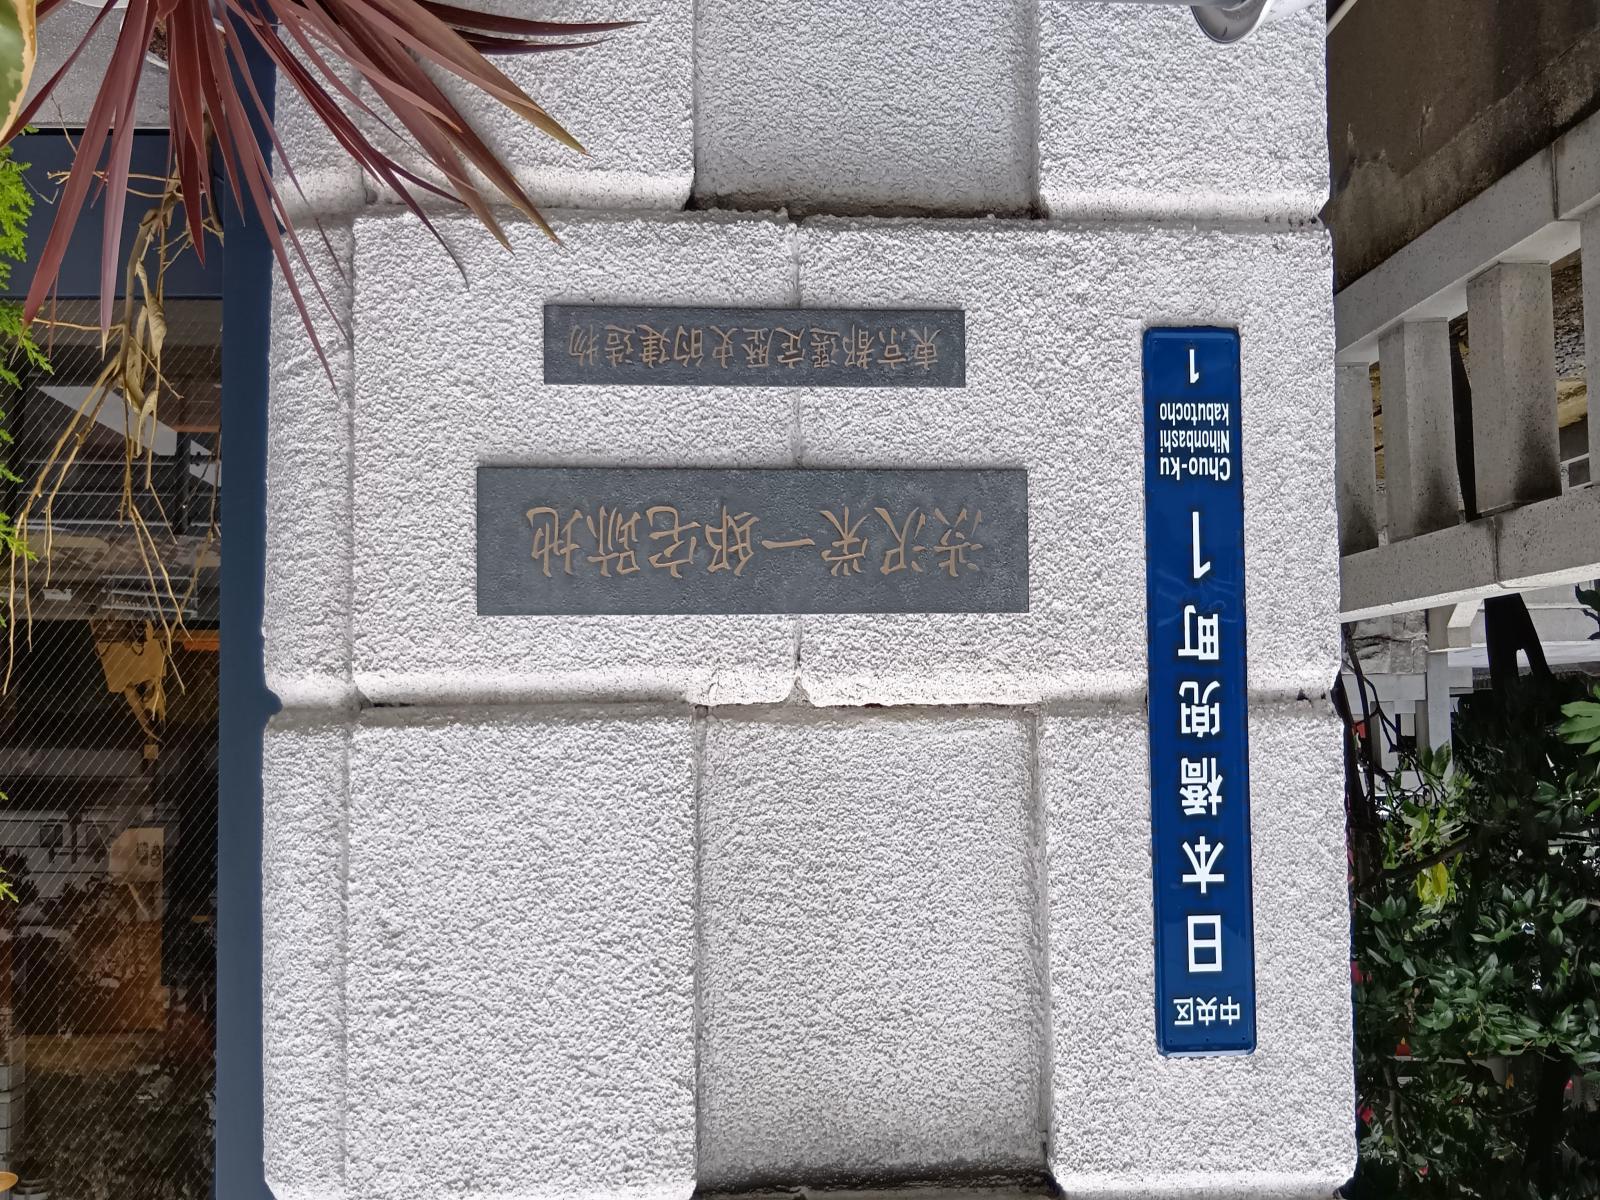 中央区
日本橋兜町1
Chuo-ku
Nihonbashi
Kabutocho
1
渋沢栄一邸宅跡地
東京都選定歴史的建造物